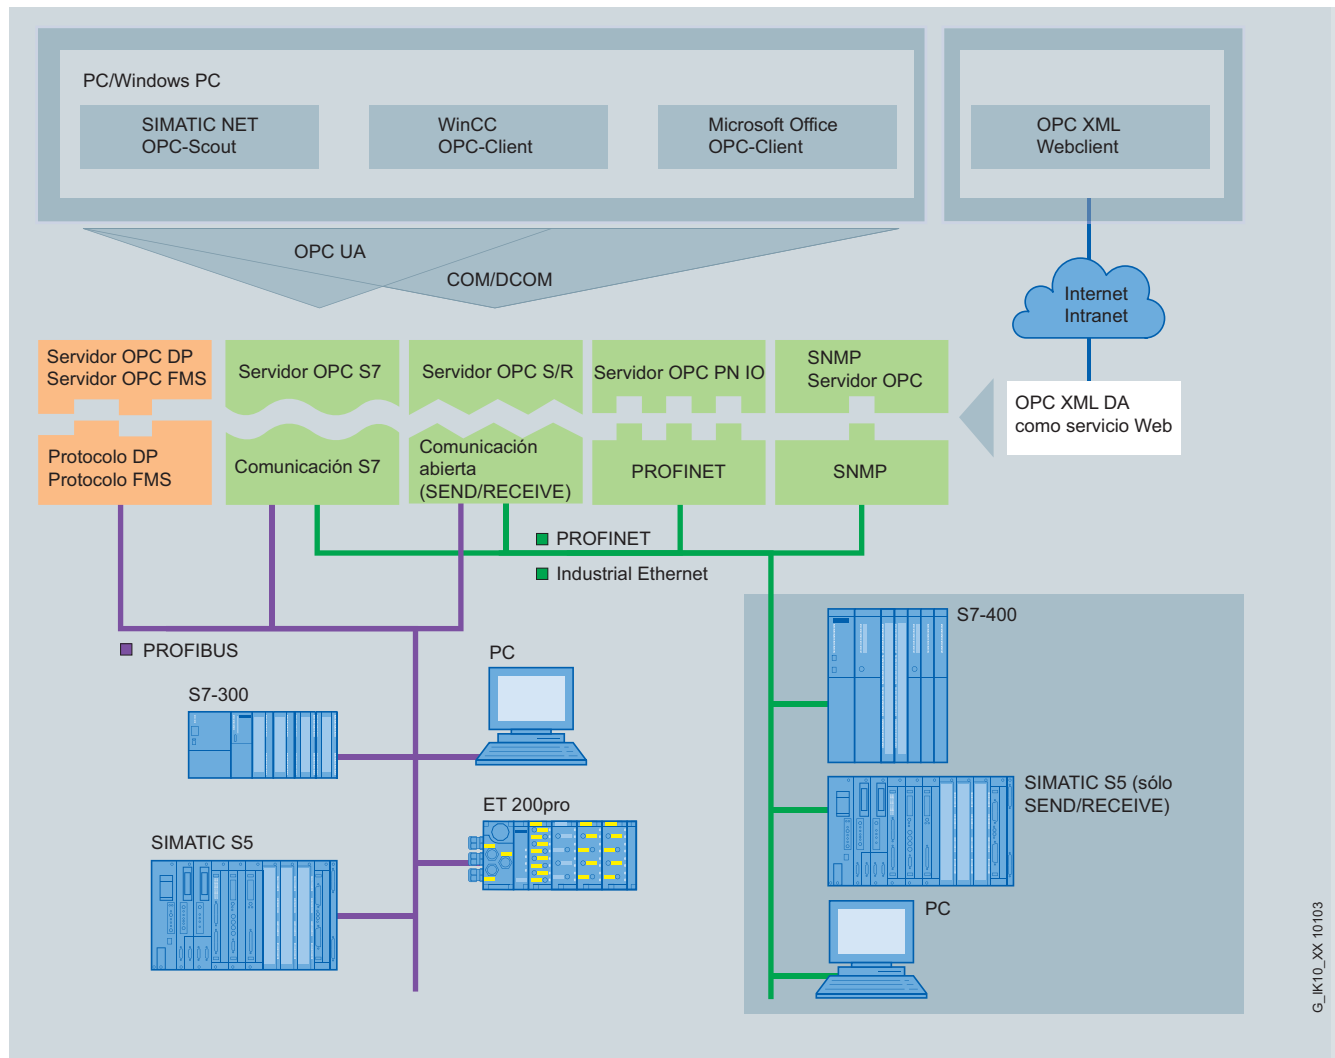 PC/Windows PC
SIMATIC NET
OPC-Scout
WinCC
OPC-Client
Microsoft Office
OPC-Client
OPC XML
Webclient
OPC UA
COM/DCOM
Internet
Intranet
Servidor OPC DP
Servidor OPC FMS
Servidor OPC S7
Servidor OPC S/R
Servidor OPC PN IO
SNMP
Servidor OPC
OPC XML DA
como servicio Web
Protocolo DP
Protocolo FMS
Comunicación S7
Comunicación
abierta
(SEND/RECEIVE)
PROFINET
SNMP
PROFINET
Industrial Ethernet
PROFIBUS
PC
S7-300
S7-400
SIMATIC S5 (sólo
SEND/RECEIVE)
ET 200pro
SIMATIC S5
PC
G_IK10_XX 10103